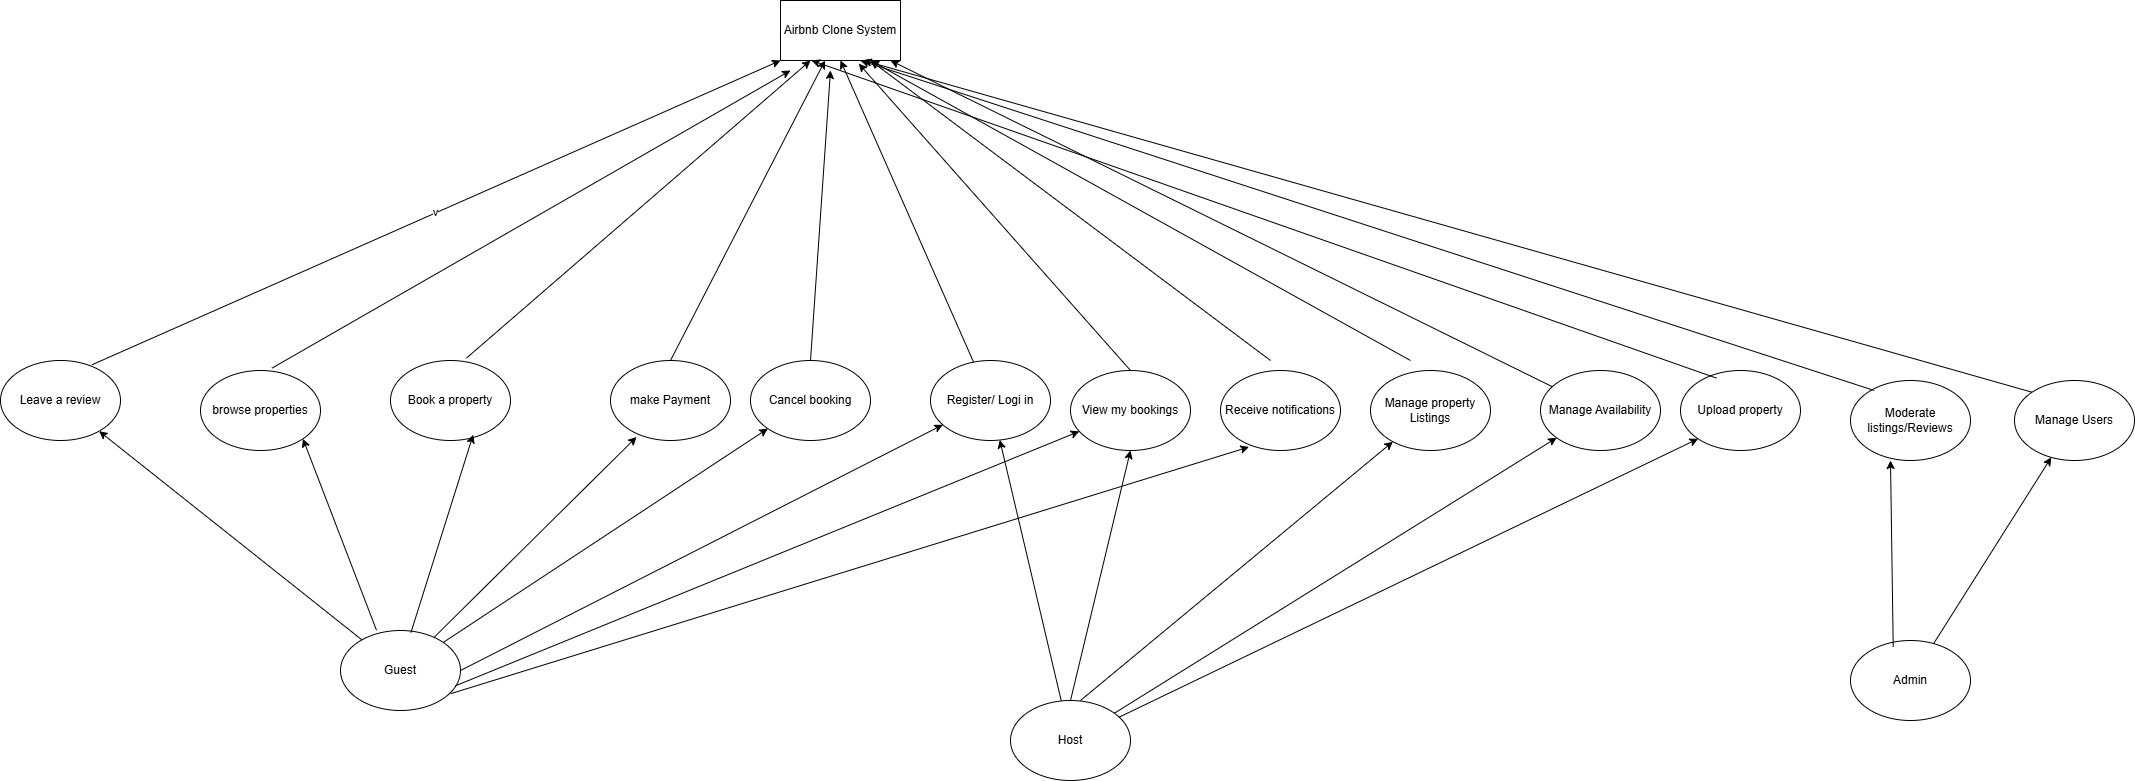 Airbnb Clone System
v
Leave a review
browse properties
Book a property
make Payment
Cancel booking
Register/ Logi in
View my bookings
Receive notifications
Manage property
Listings
Manage Availability
Upload property
Moderate
listings/Reviews
Manage Users
Guest
Host
Admin